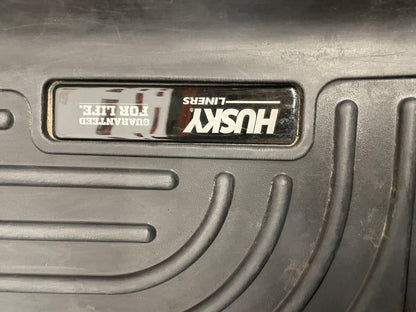 HUSKY
LINERS
GUARANTEED
FOR LIFE.